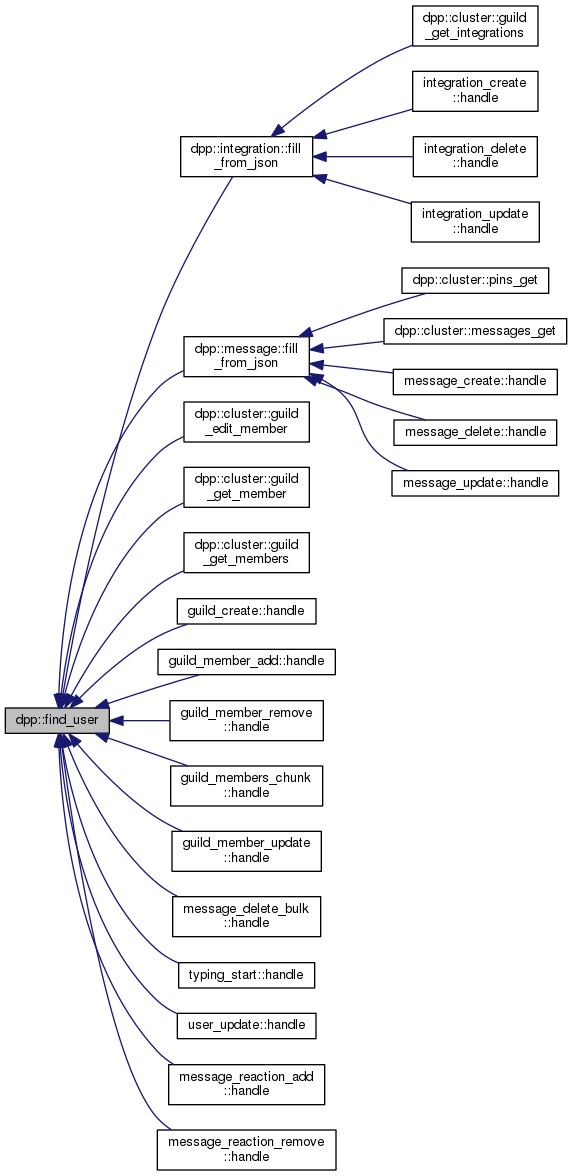 dpp::cluster::guild
_get_integrations
integration_create
::handle
dpp::integration::fill
_from_json
integration_delete
::handle
integration_update
::handle
dpp::cluster::pins_get
dpp::cluster::messages_get
dpp::message::fill
_from_json
message_create::handle
message_delete::handle
message_update::handle
dpp::cluster::guild
_edit_member
dpp::cluster::guild
_get_member
dpp::cluster::guild
_get_members
guild_create::handle
guild_member_add::handle
dpp::find_user
guild_member_remove
::handle
guild_members_chunk
::handle
guild_member_update
::handle
message_delete_bulk
::handle
typing_start::handle
user_update::handle
message_reaction_add
::handle
message_reaction_remove
::handle